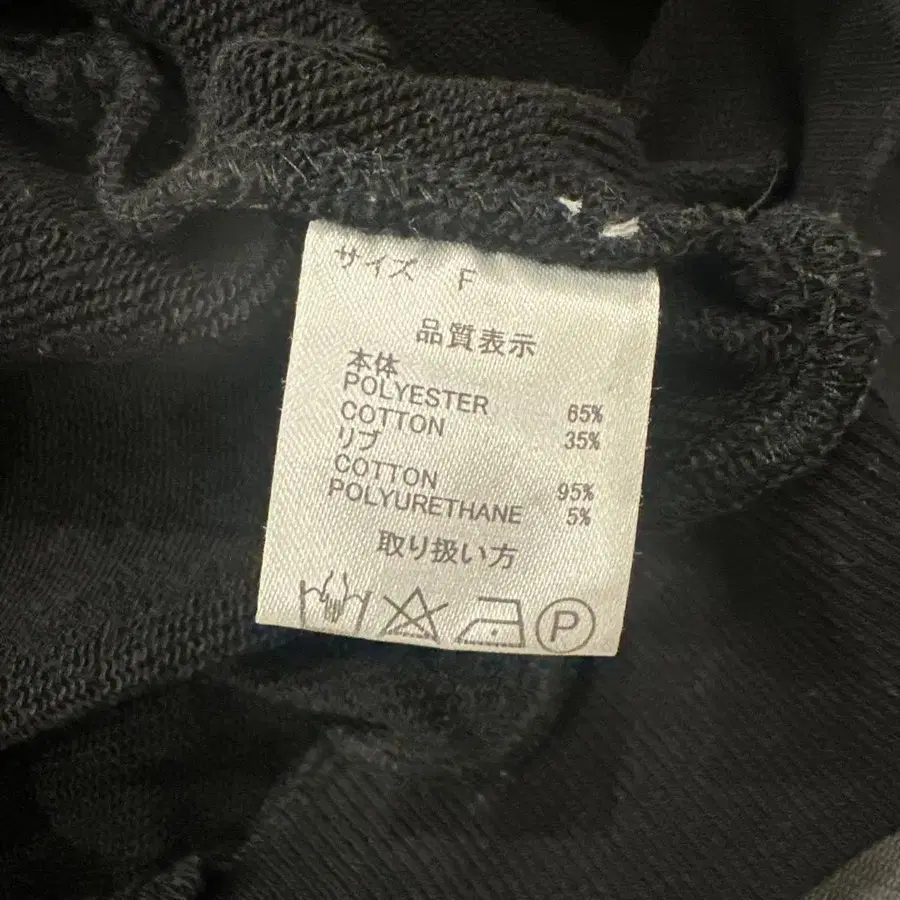 サイズ F
品質表示
本体
POLYESTER 65%
COTTON 35%
リブ
COTTON 95%
POLYURETHANE 5%
取り扱い方
P